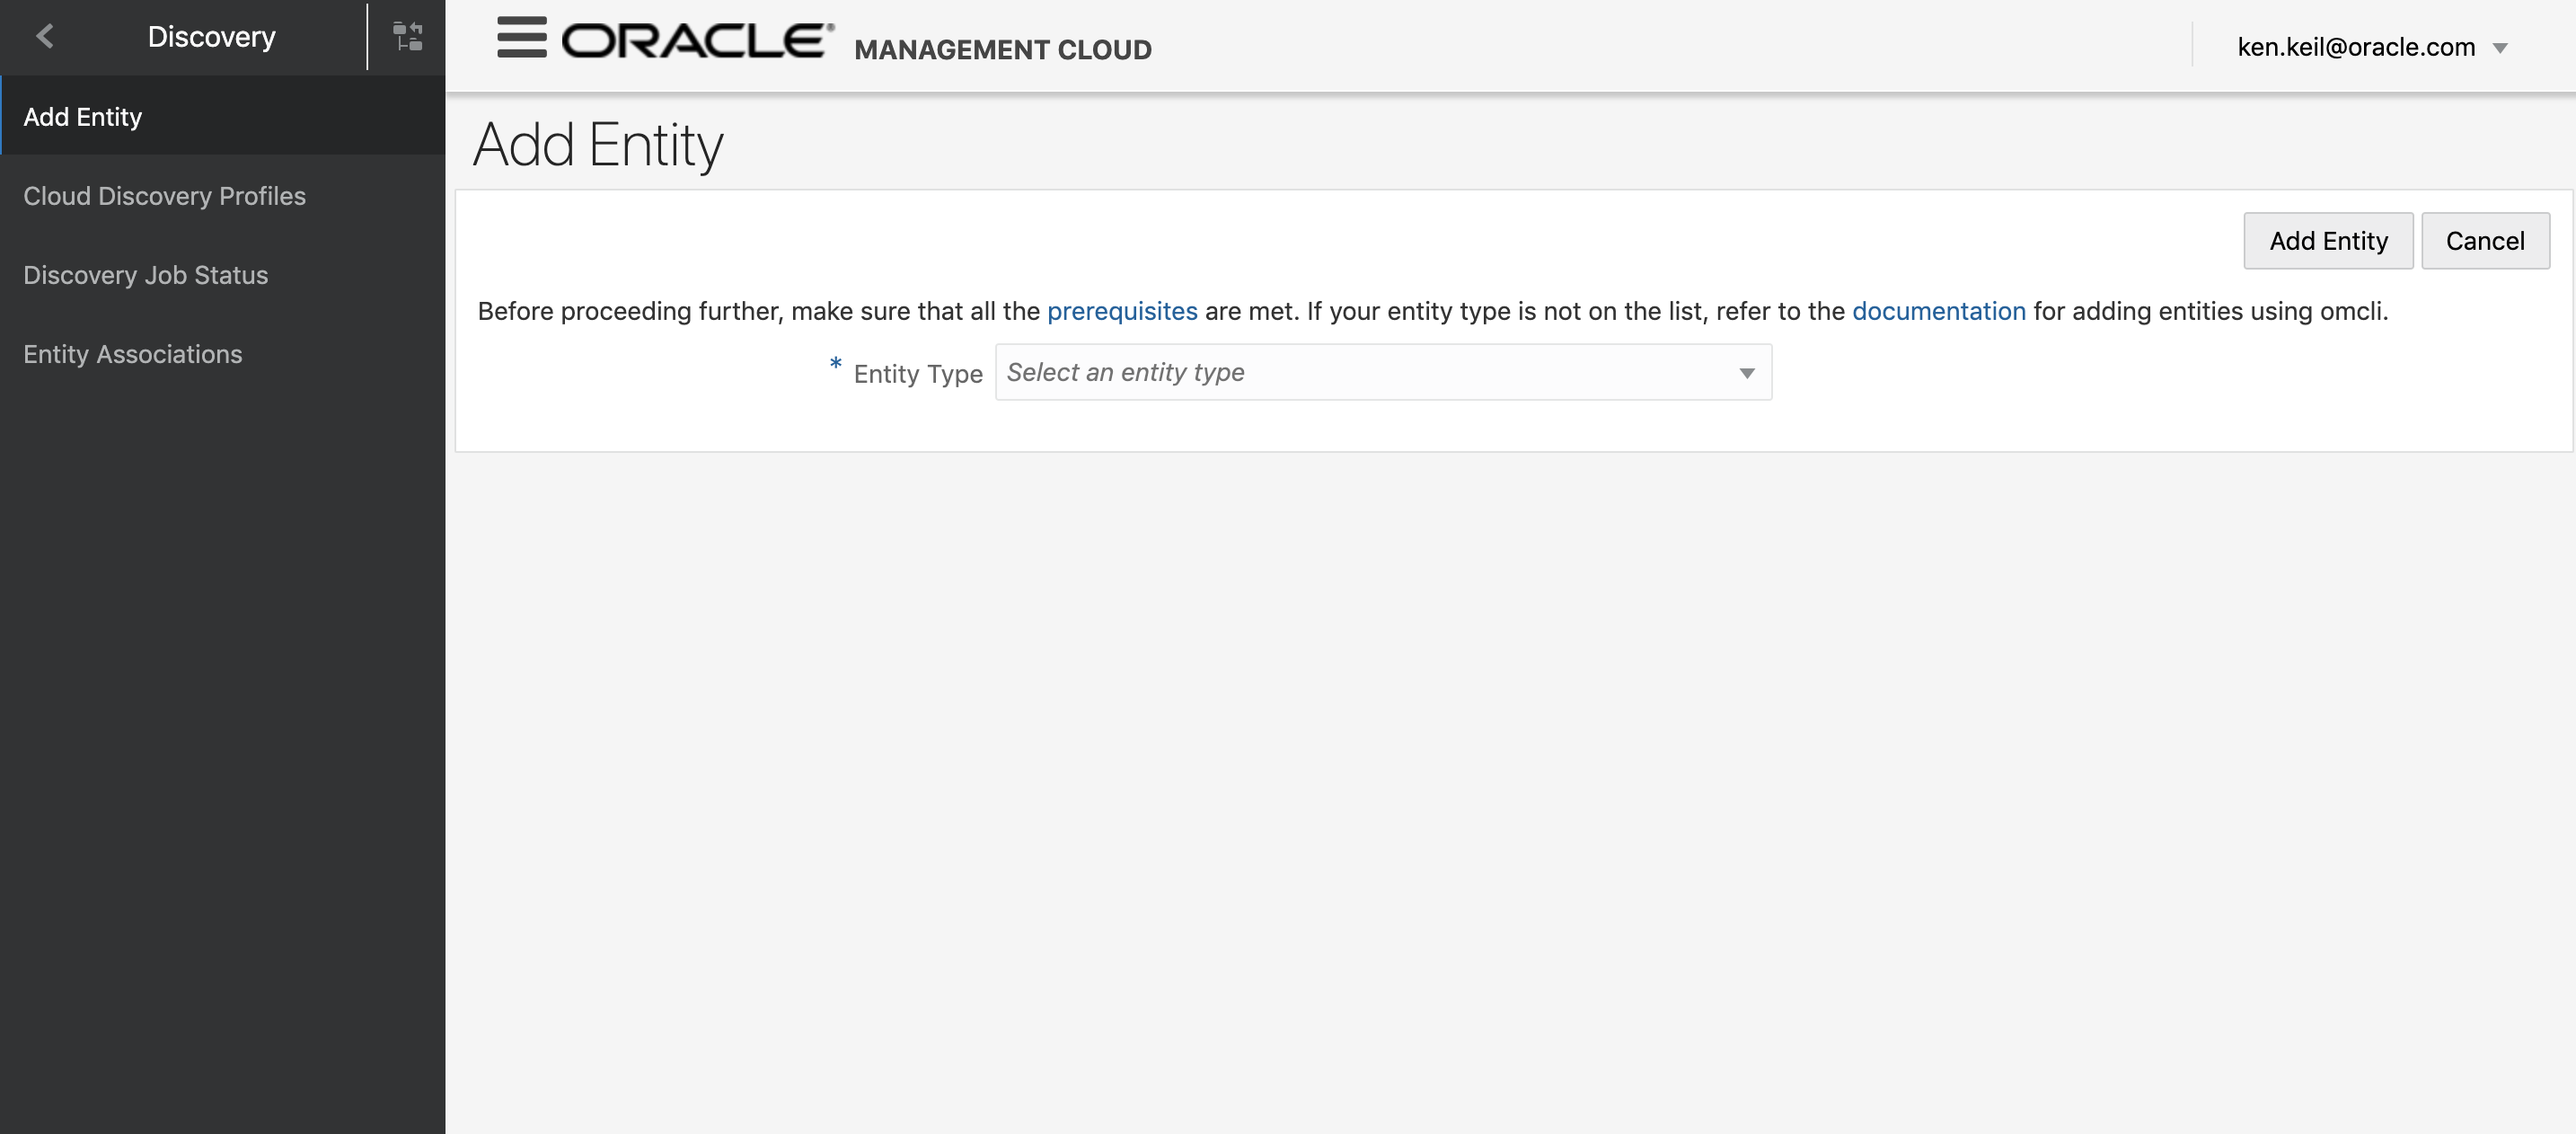 Discovery
Add Entity
Cloud Discovery Profiles
Discovery Job Status
Entity Associations
ORACLE® MANAGEMENT CLOUD
ken.keil@oracle.com
Add Entity
Add Entity Cancel
Before proceeding further, make sure that all the prerequisites are met. If your entity type is not on the list, refer to the documentation for adding entities using omcli.
* Entity Type Select an entity type